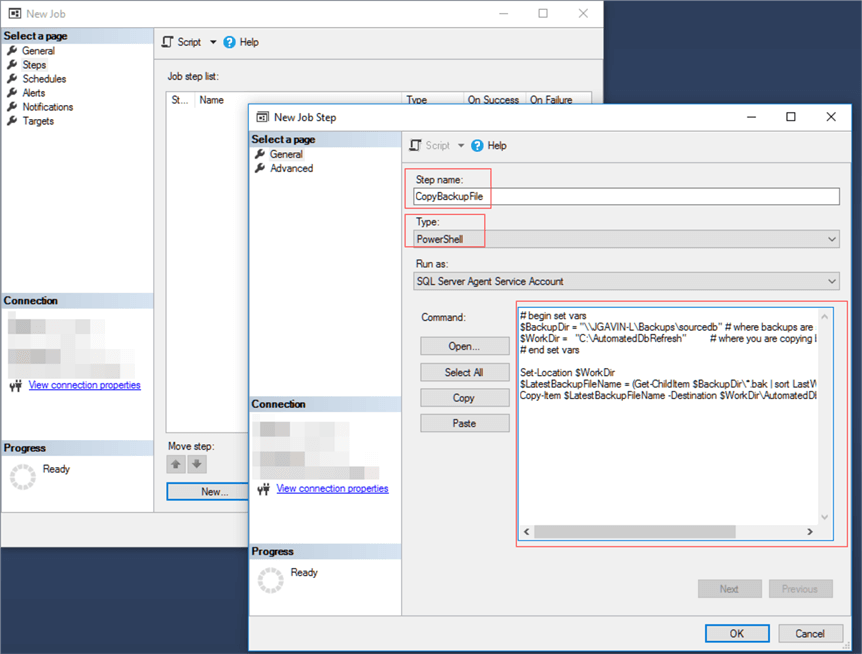 New Job
Select a page
General
Steps
Schedules
Alerts
Notifications
Targets
Script
Help
Job step list:
St... Name Type On Success On Failure
Connection
View connection properties
Progress
Ready
Move step:
New...
New Job Step
Select a page
General
Advanced
Script
Help
Step name:
CopyBackupFile
Type:
PowerShell
Run as:
SQL Server Agent Service Account
Command:
Open...
Select All
Copy
Paste
# begin set vars
$BackupDir = "\\JGAVIN-L\Backups\sourcedb" # where backups are
$WorkDir = "C:\AutomatedDbRefresh" # where you are copying
# end set vars
Set-Location $WorkDir
$LatestBackupFileName = (Get-ChildItem $BackupDir\*.bak | sort LastW
Copy-Item $LatestBackupFileName -Destination $WorkDir\AutomatedDb
Connection
View connection properties
Progress
Ready
Next
Previous
OK
Cancel